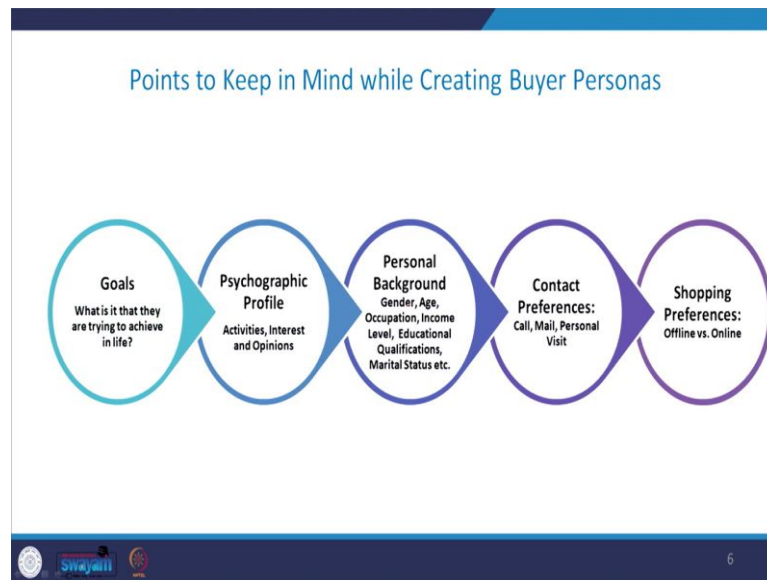 Points to Keep in Mind while Creating Buyer Personas
Goals
What is it that they
are trying to achieve
in life?
Psychographic
Profile
Activities, Interest
and Opinions
Personal
Background
Gender, Age,
Occupation, Income
Level, Educational
Qualifications,
Marital Status etc.
Contact
Preferences:
Call, Mail, Personal
Visit
Shopping
Preferences:
Offline vs. Online
swayam
6